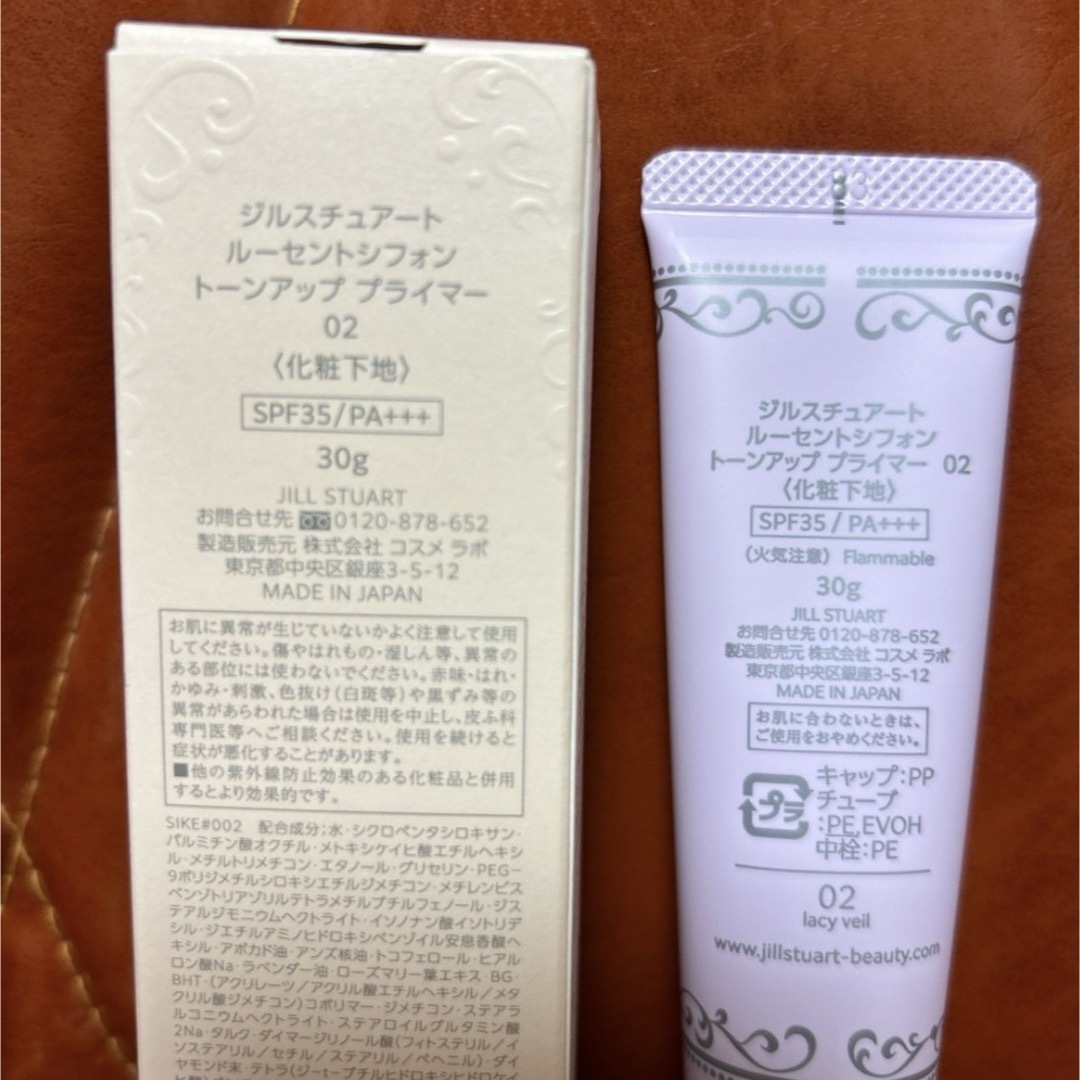 ジルスチュアート
ルーセントシフォン
トーンアップ プライマー
02
〈化粧下地〉
SPF35/PA+++
30g
JILL STUART
お問合せ先 0120-878-652
製造販売元 株式会社 コスメ ラボ
東京都中央区銀座3-5-12
MADE IN JAPAN
お肌に異常が生じていないかよく注意して使用
してください。傷やはれもの・湿しん等、異常の
ある部位には使わないでください。赤味・はれ・
かゆみ・刺激、色抜け(白斑等)や黒ずみ等の
異常があらわれた場合は使用を中止し、皮ふ科
専門医等へご相談ください。使用を続けると
症状が悪化することがあります。
■他の紫外線防止効果のある化粧品と併用
するとより効果的です。
SIKE#002 配合成分;水・シクロペンタシロキサン・
パルミチン酸オクチル・メトキシケイヒ酸エチルヘキシ
ル・メチルトリメチコン・エタノール・グリセリン・PEG-
9ポリジメチルシロキシエチルジメチコン・メチレンビス
ベンゾトリアゾリルテトラメチルブチルフェノール・ジス
テアルジモニウムヘクトライト・イソノナン酸イソトリデ
シル・ジエチルアミノヒドロキシベンゾイル安息香酸ヘ
キシル・アボカド油・アンズ核油・トコフェロール・ヒアル
ロン酸Na・ラベンダー油・ローズマリー葉エキス・BG・
BHT・(アクリレーツ/アクリル酸エチルヘキシル/メタ
クリル酸ジメチコン)コポリマー・ジメチコン・ステアラ
ルコニウムヘクトライト・ステアロイルグルタミン酸
2Na・タルク・ダイマージリノール酸(フィトステリル/イ
ソステアリル/セチル/ステアリル/ベヘニル)・ダイ
ヤモンド末・テトラ(ジ-t-ブチルヒドロキシヒドロケイ
ジルスチュアート
ルーセントシフォン
トーンアップ プライマー 02
〈化粧下地〉
SPF35/PA+++
(火気注意) Flammable
30g
JILL STUART
お問合せ先 0120-878-652
製造販売元 株式会社 コスメ ラボ
東京都中央区銀座3-5-12
MADE IN JAPAN
お肌に合わないときは、
ご使用をおやめください。
プラ
キャップ:PP
チューブ
:PE,EVOH
中栓:PE
02
lacy veil
www.jillstuart-beauty.com